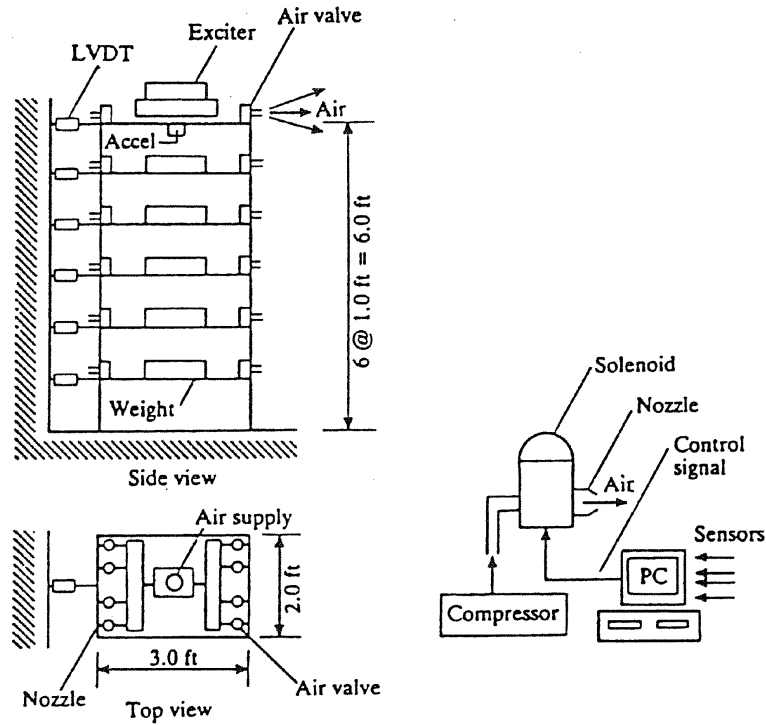 Air valve
Exciter
LVDT
Air
Accel
6 @ 1.0 ft = 6.0 ft
Weight
Side view
Air supply
2.0 ft
3.0 ft
Nozzle
Air valve
Top view
Solenoid
Nozzle
Control
signal
Air
Sensors
PC
Compressor